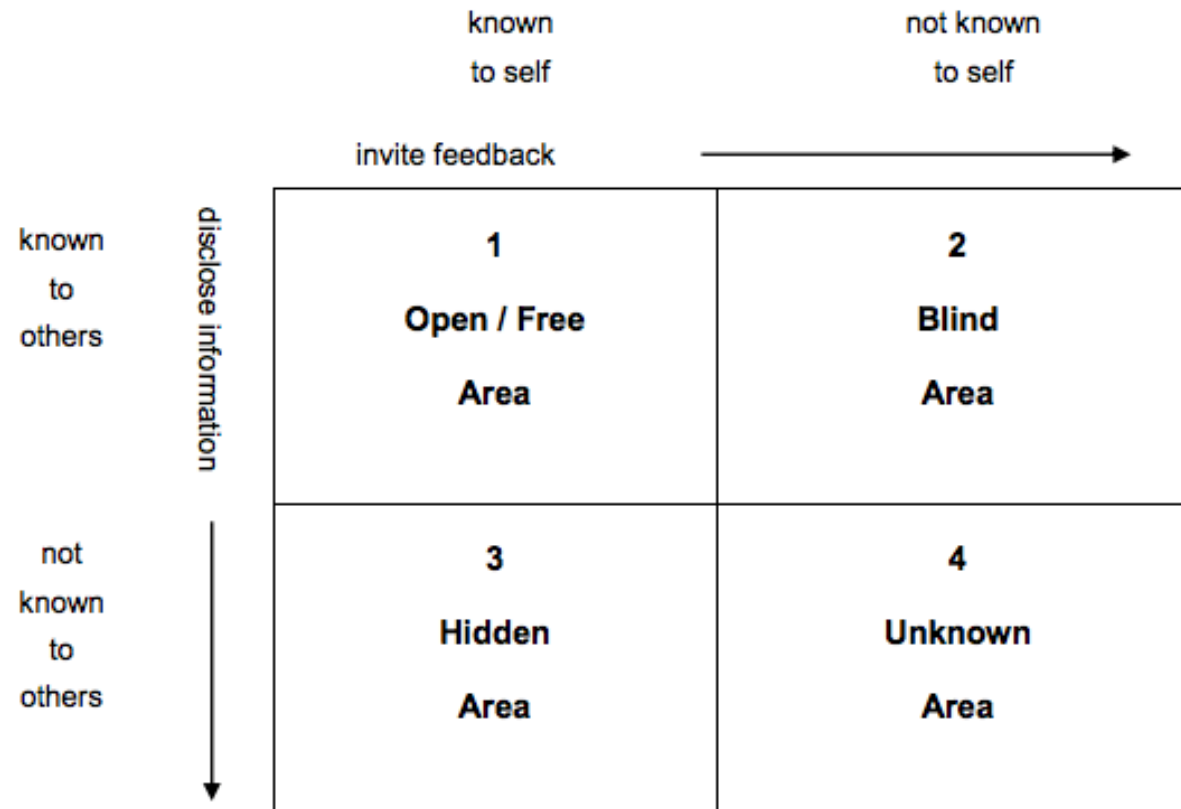 known
to self
not known
to self
invite feedback
known
to
others
disclose information
1
Open / Free
Area
2
Blind
Area
not
known
to
others
3
Hidden
Area
4
Unknown
Area